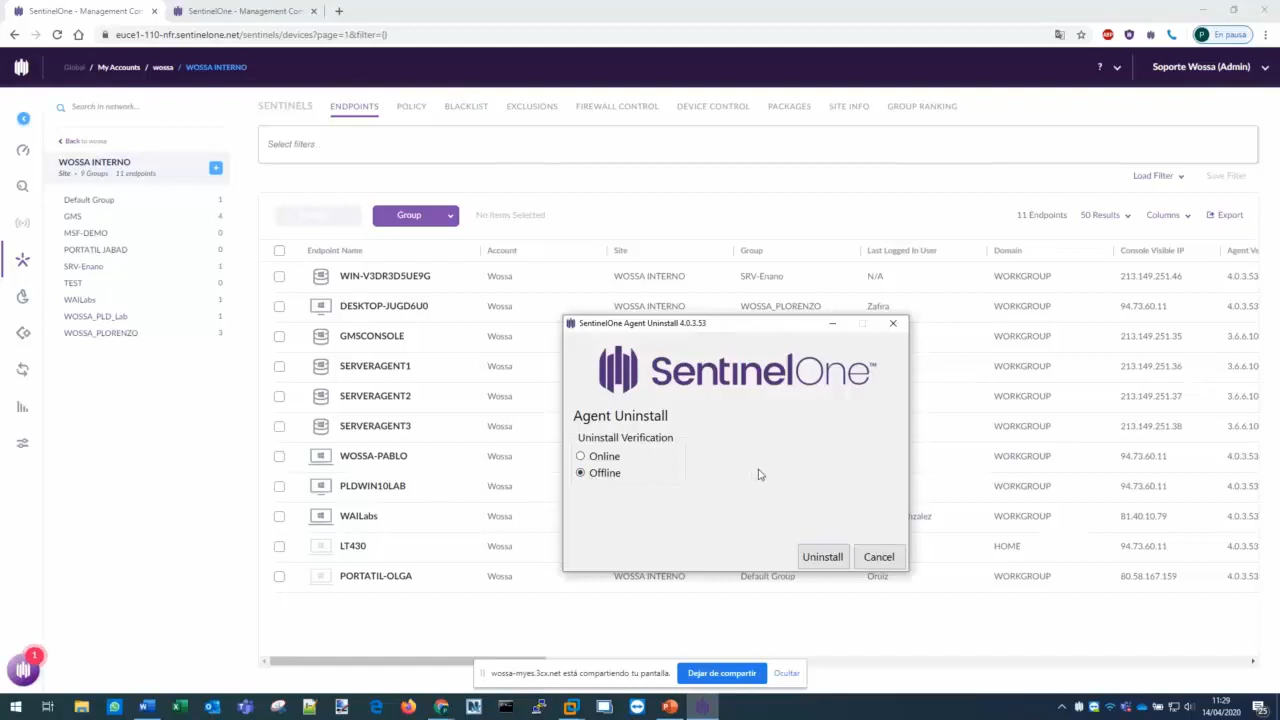 SentinelOne - Management Con
SentinelOne - Management Con
euce1-110-nfr.sentinelone.net/sentinels/devices?page=1&filter={}
ABP
P En pausa
Global / My Accounts / wossa / WOSSA INTERNO
?
Soporte Wossa (Admin)
Search in network...
Back to wossa
WOSSA INTERNO
Site - 9 Groups 11 endpoints
Default Group 1
GMS 4
MSF-DEMO 0
PORTATIL JABAD 0
SRV-Enano 1
TEST 0
WAILabs 1
WOSSA_PLD_Lab 1
WOSSA_PLORENZO 3
SENTINELS ENDPOINTS POLICY BLACKLIST EXCLUSIONS FIREWALL CONTROL DEVICE CONTROL PACKAGES SITE INFO GROUP RANKING
Select filters...
Load Filter Save Filter
Group No Items Selected 11 Endpoints 50 Results Columns Export
Endpoint Name Account Site Group Last Logged In User Domain Console Visible IP Agent Ve
WIN-V3DR3D5UE9G Wossa WOSSA INTERNO SRV-Enano N/A WORKGROUP 213.149.251.46 4.0.3.53
DESKTOP-JUGD6U0 Wossa WOSSA INTERNO WOSSA_PLORENZO Zafira WORKGROUP 94.73.60.11 4.0.3.53
GMSCONSOLE Wossa WORKGROUP 213.149.251.35 3.6.6.10
SERVERAGENT1 Wossa WORKGROUP 213.149.251.36 3.6.6.10
SERVERAGENT2 Wossa WORKGROUP 213.151.251.37 3.6.6.10
SERVERAGENT3 Wossa WORKGROUP 213.149.251.38 3.6.6.10
WOSSA-PABLO Wossa WORKGROUP 94.73.60.11 4.0.3.53
PLDWIN10LAB Wossa WORKGROUP 94.73.60.11 4.0.3.53
WAILabs Wossa nzalez WORKGROUP 81.40.10.79 4.0.3.53
LT430 Wossa HOME 94.73.60.11 4.0.3.53
PORTATIL-OLGA Wossa WOSSA INTERNO Default Group Oruiz WORKGROUP 80.58.167.159 4.0.3.53
SentinelOne Agent Uninstall 4.0.3.53
SentinelOne™
Agent Uninstall
Uninstall Verification
Online
Offline
Uninstall Cancel
1
wossa-myes.3cx.net está compartiendo tu pantalla. Dejar de compartir Ocultar
11:29
14/04/2020
25